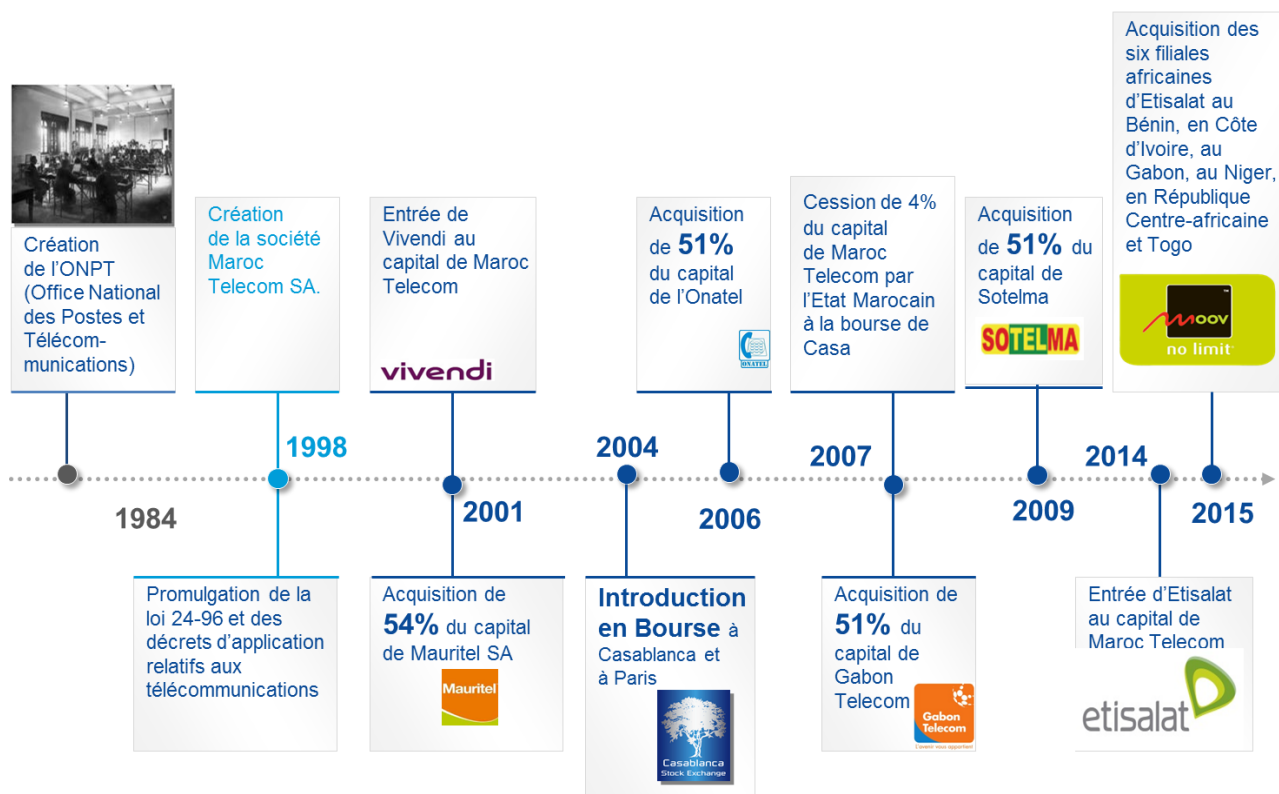 Création
de l’ONPT
(Office National
des Postes et
Télécom-
munications)
1984
Création
de la société
Maroc
Telecom SA.
1998
Promulgation de la
loi 24-96 et des
décrets d’application
relatifs aux
télécommunications
Entrée de
Vivendi au
capital de Maroc
Telecom
vivendi
2001
Acquisition de
54% du capital
de Mauritel SA
Mauritel
2004
Introduction
en Bourse à
Casablanca et
à Paris
Casablanca
Stock Exchange
Acquisition
de 51%
du capital
de l’Onatel
ONATEL
2006
Cession de 4%
du capital
de Maroc
Telecom par
l’Etat Marocain
à la bourse de
Casa
2007
Acquisition de
51% du
capital de
Gabon
Telecom
Gabon
Telecom
L'avenir vous appartient
Acquisition
de 51% du
capital de
Sotelma
SOTELMA
2009
2014
Entrée d’Etisalat
au capital de
Maroc Telecom
etisalat
Acquisition des
six filiales
africaines
d’Etisalat au
Bénin, en Côte
d’Ivoire, au
Gabon, au Niger,
en République
Centre-africaine
et Togo
moov
no limit
2015